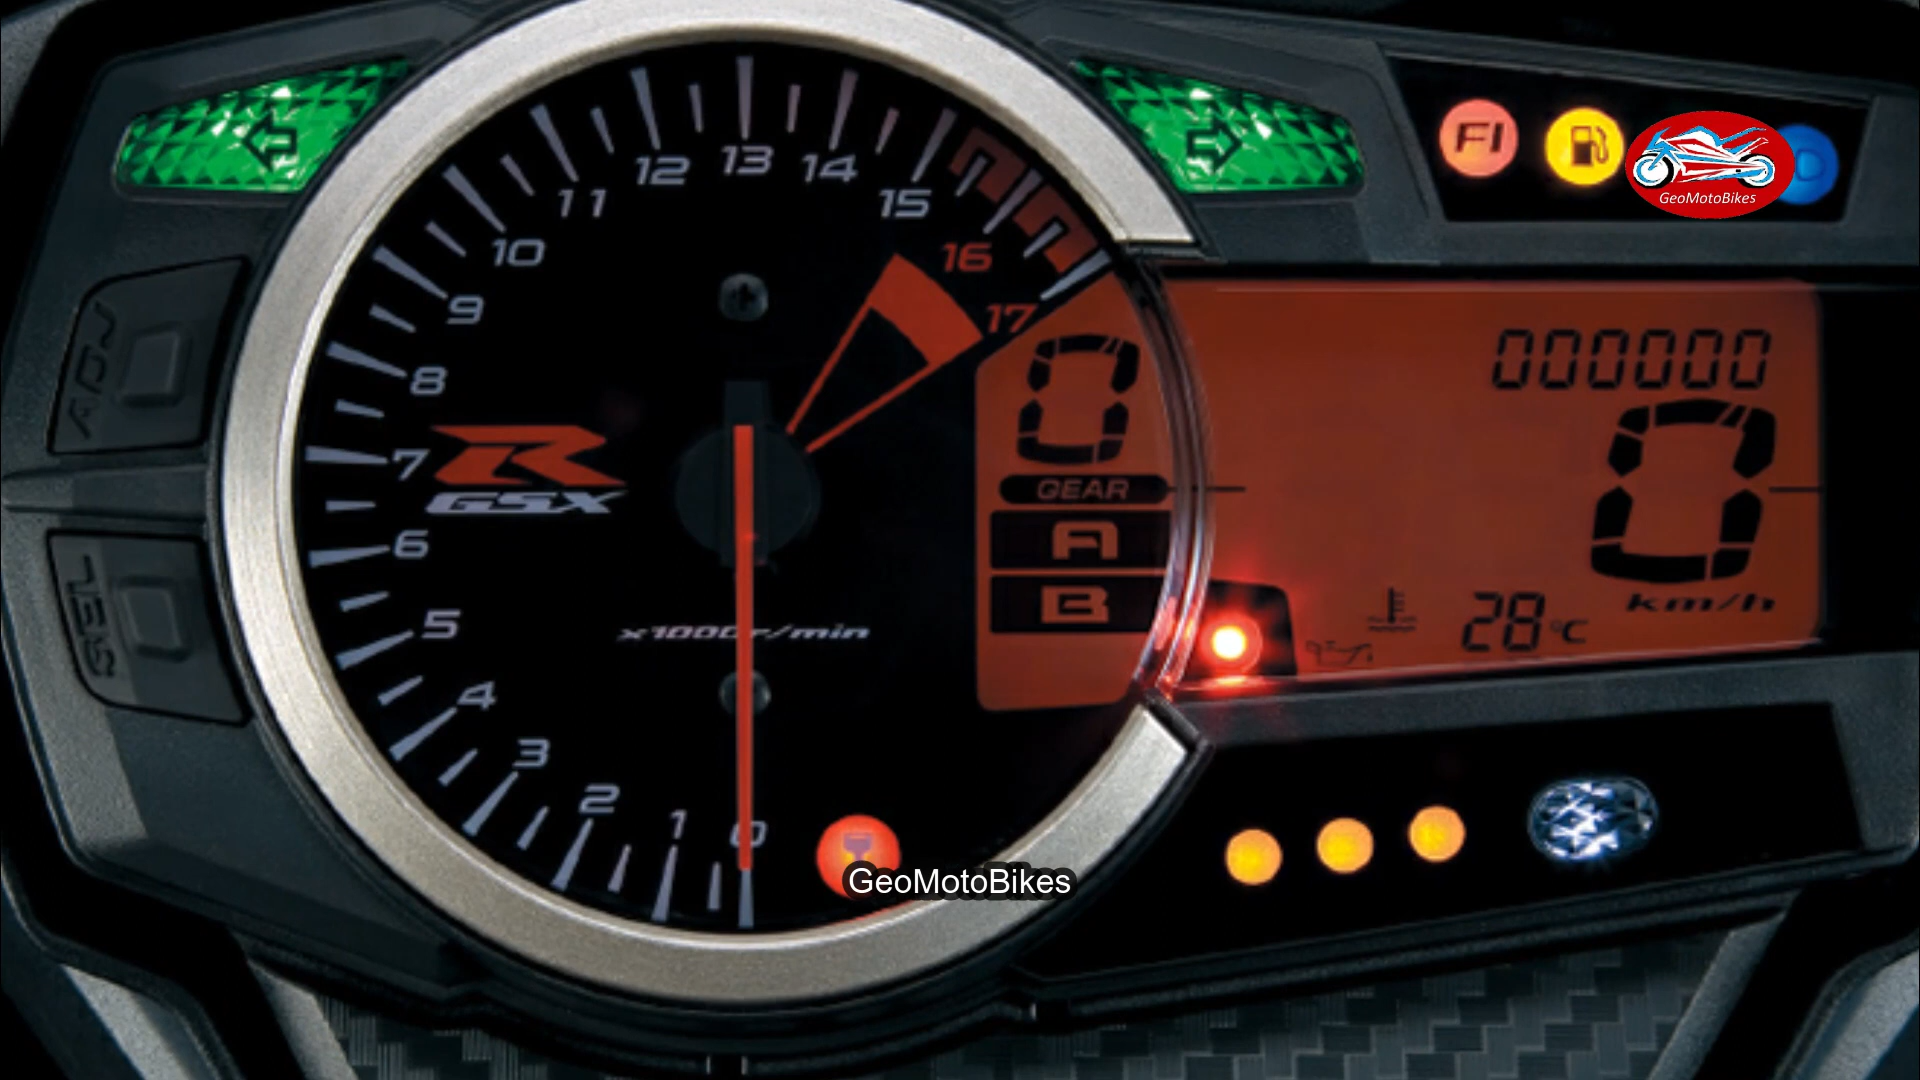 FI
GeoMotoBikes
D
ADJ
SEL
0
1
2
3
4
5
6
7
8
9
10
11
12
13
14
15
16
17
R
GSX
x1000r/min
000000
0
GEAR
A
B
0
km/h
28°C
GeoMotoBikes